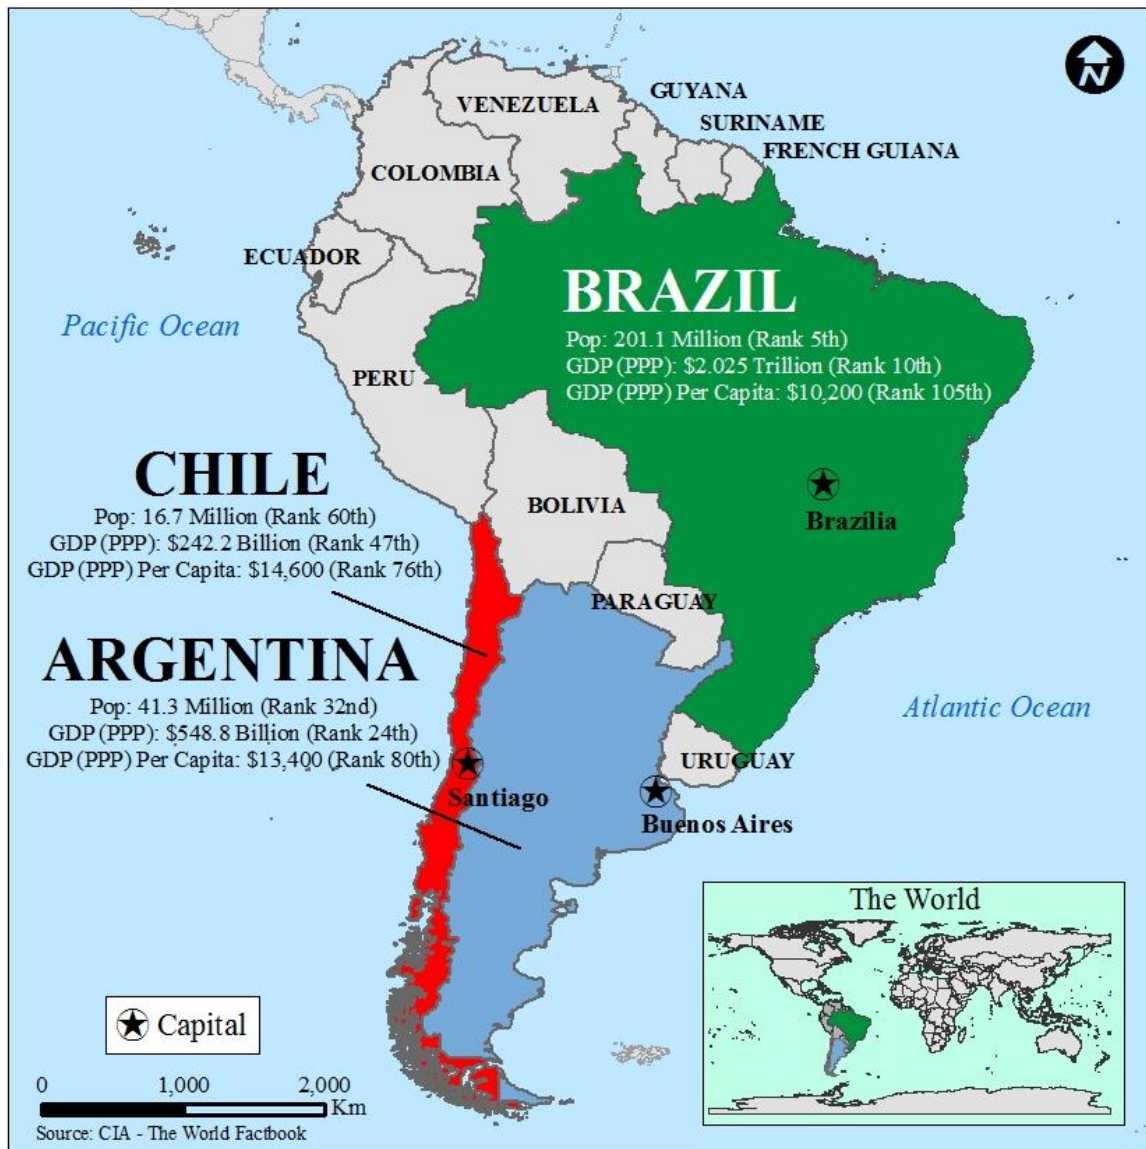 N
GUYANA
VENEZUELA
SURINAME
FRENCH GUIANA
COLOMBIA
ECUADOR
BRAZIL
Pop: 201.1 Million (Rank 5th)
GDP (PPP): $2.025 Trillion (Rank 10th)
GDP (PPP) Per Capita: $10,200 (Rank 105th)
Pacific Ocean
PERU
CHILE
Pop: 16.7 Million (Rank 60th)
GDP (PPP): $242.2 Billion (Rank 47th)
GDP (PPP) Per Capita: $14,600 (Rank 76th)
BOLIVIA
Brazilia
PARAGUAY
ARGENTINA
Pop: 41.3 Million (Rank 32nd)
GDP (PPP): $548.8 Billion (Rank 24th)
GDP (PPP) Per Capita: $13,400 (Rank 80th)
Atlantic Ocean
URUGUAY
Santiago
Buenos Aires
The World
Capital
0 1,000 2,000
Km
Source: CIA - The World Factbook